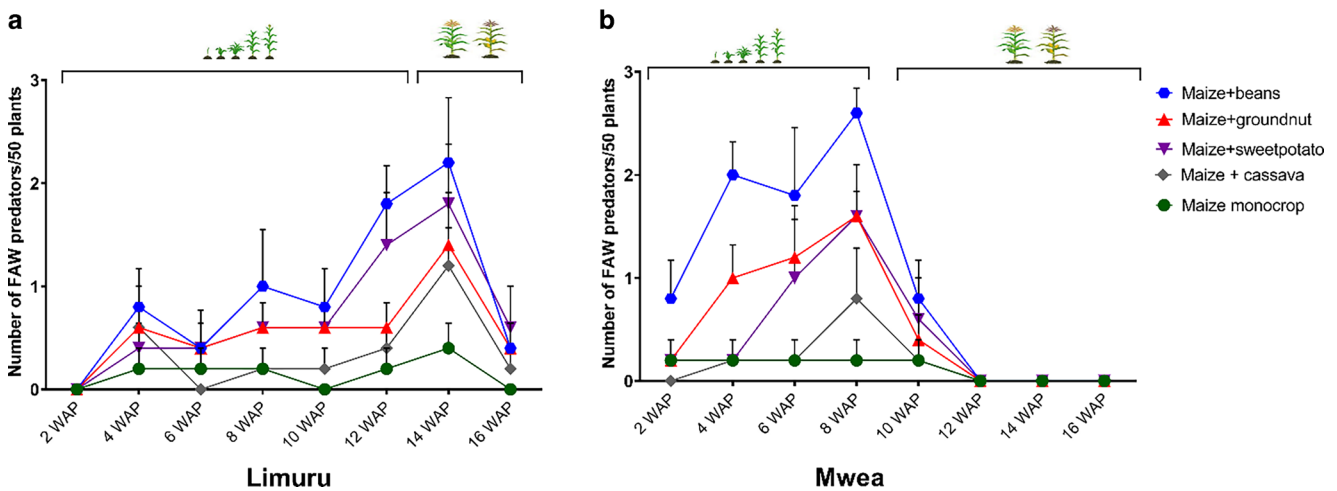 a
Number of FAW predators/50 plants
3
2
1
0
2 WAP
4 WAP
6 WAP
8 WAP
10 WAP
12 WAP
14 WAP
16 WAP
Limuru
b
Number of FAW predators/50 plants
3
2
1
0
2 WAP
4 WAP
6 WAP
8 WAP
10 WAP
12 WAP
14 WAP
16 WAP
Mwea
Maize+beans
Maize+groundnut
Maize+sweetpotato
Maize + cassava
Maize monocrop